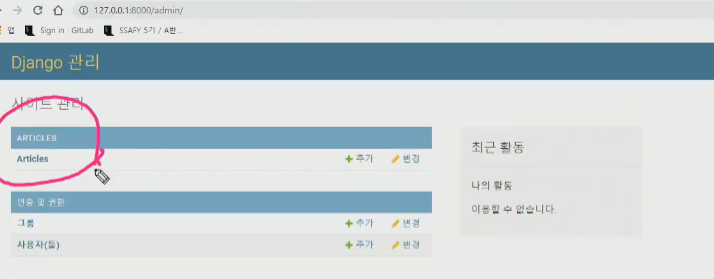 127.0.0.1:8000/admin/
앱 Sign in · GitLab SSAFY 5기 / A반...
Django 관리
사이트 관리
ARTICLES
Articles 추가 변경
인증 및 권한
그룹 추가 변경
사용자(들) 추가 변경
최근 활동
나의 활동
이용할 수 없습니다.